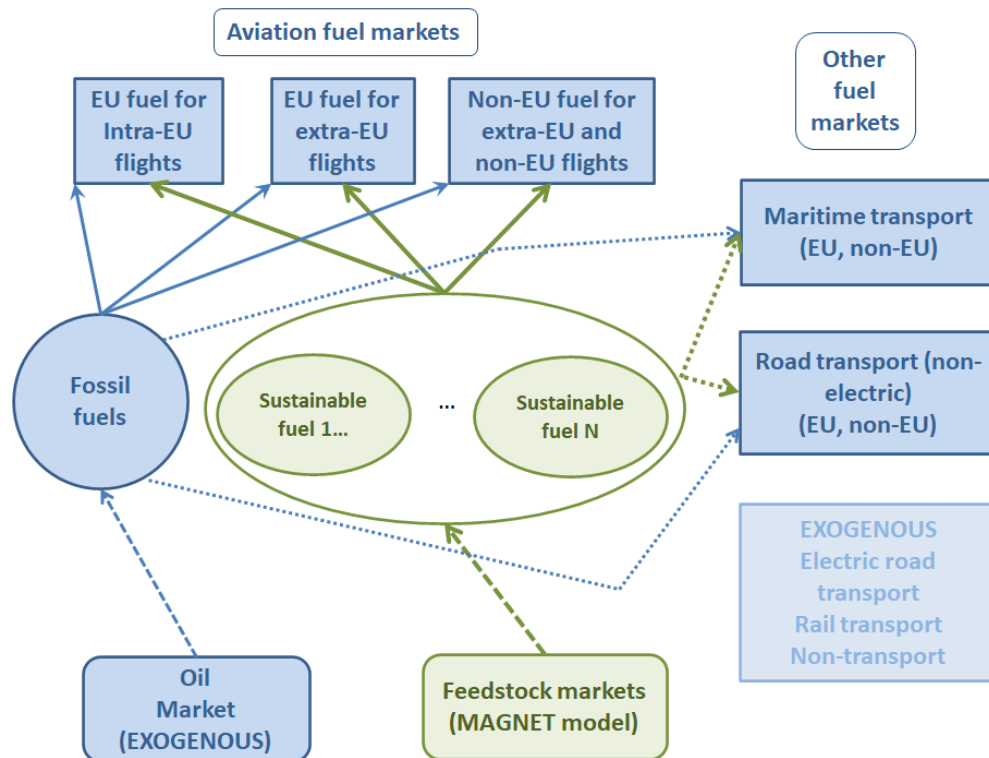 Aviation fuel markets
Other
fuel
markets
EU fuel for
Intra-EU
flights
EU fuel for
extra-EU
flights
Non-EU fuel for
extra-EU and
non-EU flights
Maritime transport
(EU, non-EU)
Fossil
fuels
Sustainable
fuel 1...
...
Sustainable
fuel N
Road transport (non-
electric)
(EU, non-EU)
EXOGENOUS
Electric road
transport
Rail transport
Non-transport
Oil
Market
(EXOGENOUS)
Feedstock markets
(MAGNET model)